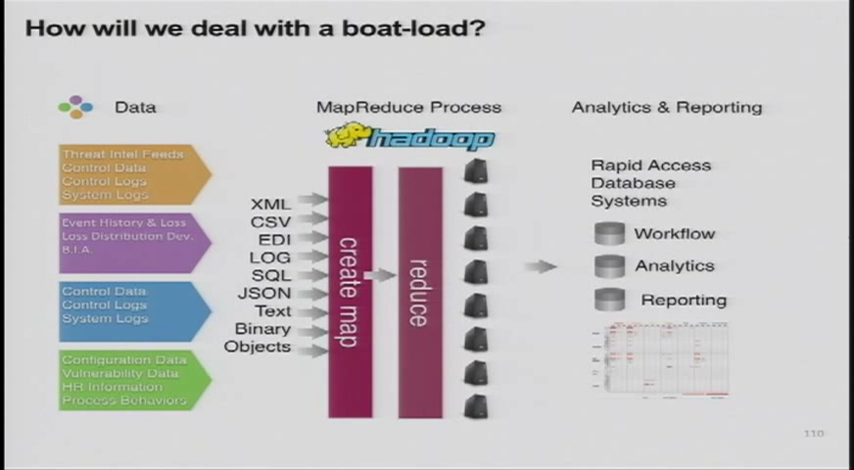 How will we deal with a boat-load?
Data
MapReduce Process
Analytics & Reporting
hadoop
Threat Intel Feeds
Control Data
Control Logs
System Logs
Event History & Loss
Loss Distribution Dev.
B.I.A.
Control Data
Control Logs
System Logs
Configuration Data
Vulnerability Data
HR Information
Process Behaviors
XML
CSV
EDI
LOG
SQL
JSON
Text
Binary
Objects
create map
reduce
Rapid Access
Database
Systems
Workflow
Analytics
Reporting
110